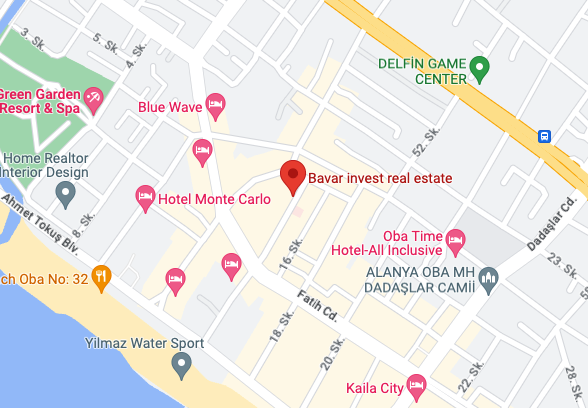 3. Sk.
5. Sk.
4. Sk.
DELFİN GAME
CENTER
Green Garden
Resort & Spa
Blue Wave
52. Sk.
Home Realtor
Interior Design
Bavar invest real estate
Hotel Monte Carlo
Ahmet Tokuş Blv.
8. Sk.
Dadaşlar Cd.
Oba Time
Hotel-All Inclusive
16. Sk.
23. Sk.
ALANYA OBA MH
DADAŞLAR CAMİİ
ch Oba No: 32
Fatih Cd.
18. Sk.
20. Sk.
Yilmaz Water Sport
Kaila City
22. Sk.
28. Sk.